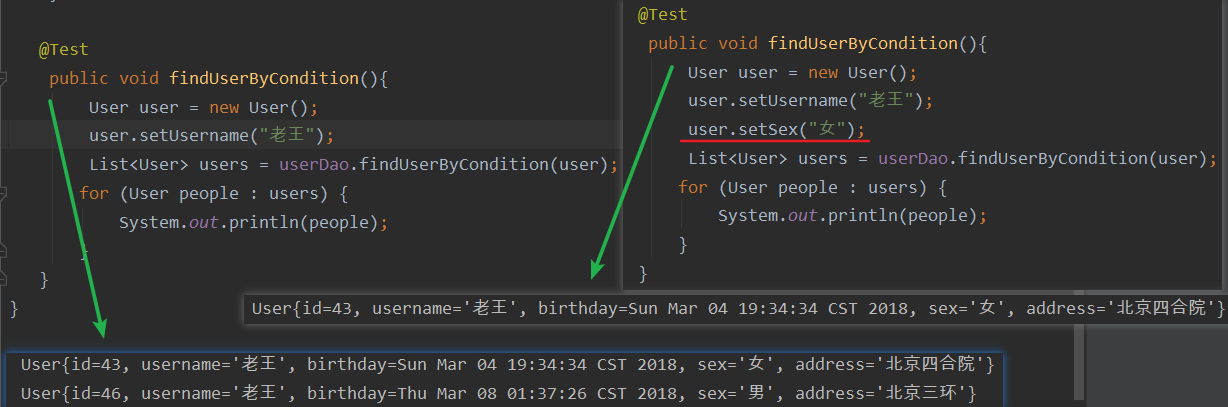 @Test
public void findUserByCondition(){
User user = new User();
user.setUsername("老王");
List<User> users = userDao.findUserByCondition(user);
for (User people : users) {
System.out.println(people);
}
}
}
@Test
public void findUserByCondition(){
User user = new User();
user.setUsername("老王");
user.setSex("女");
List<User> users = userDao.findUserByCondition(user);
for (User people : users) {
System.out.println(people);
}
}
User{id=43, username='老王', birthday=Sun Mar 04 19:34:34 CST 2018, sex='女', address='北京四合院'}
User{id=43, username='老王', birthday=Sun Mar 04 19:34:34 CST 2018, sex='女', address='北京四合院'}
User{id=46, username='老王', birthday=Thu Mar 08 01:37:26 CST 2018, sex='男', address='北京三环'}